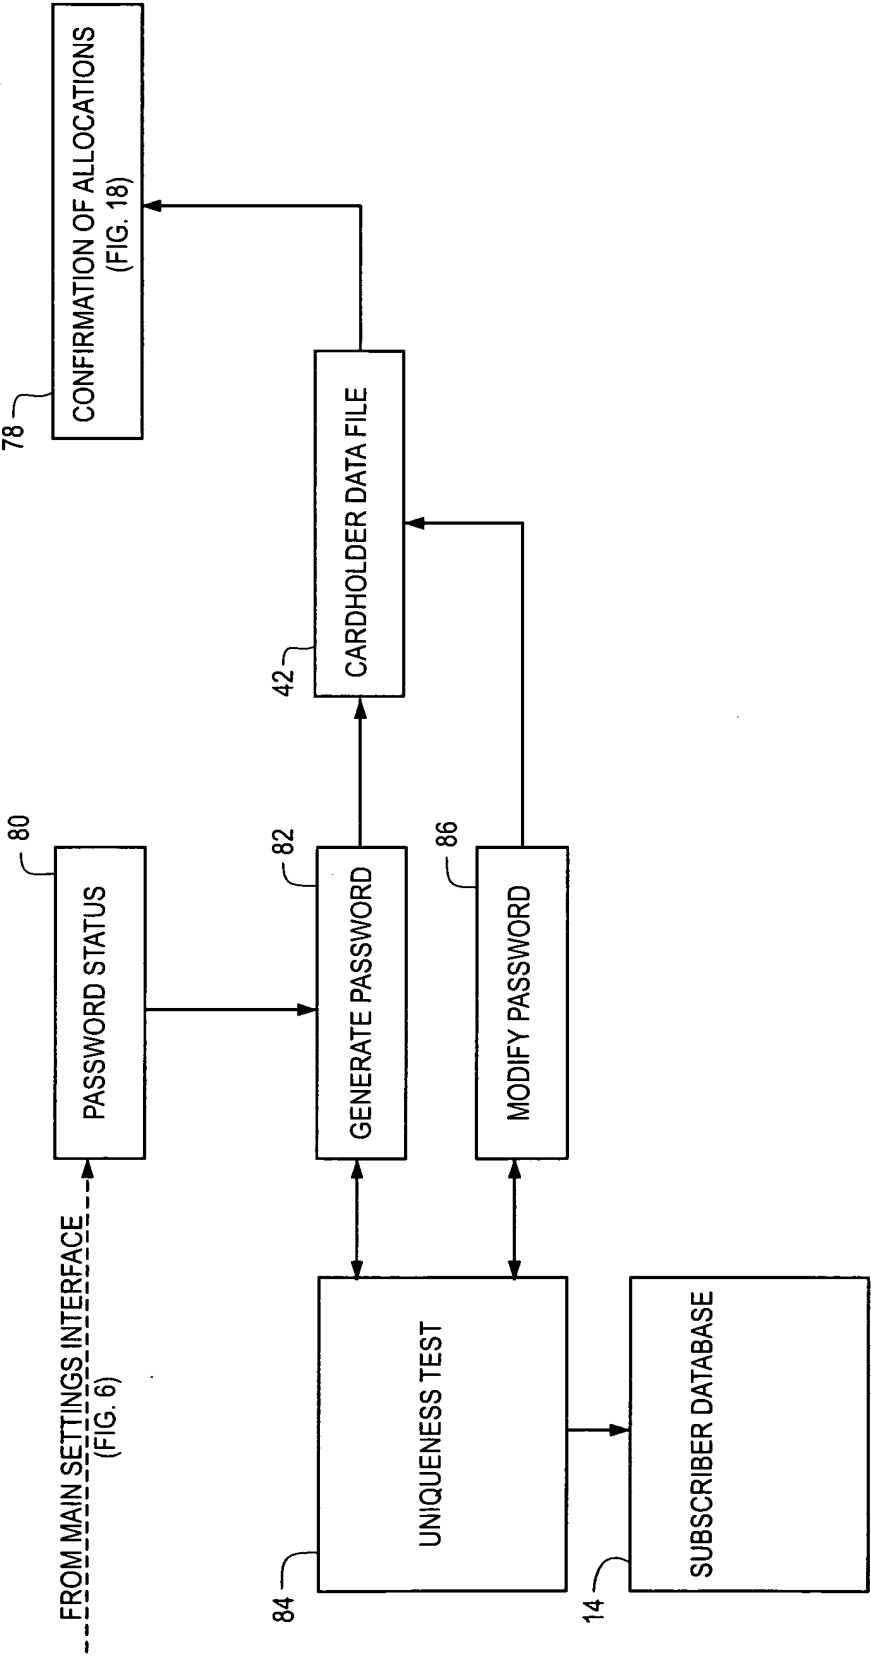 FROM MAIN SETTINGS INTERFACE
(FIG. 6)
80
PASSWORD STATUS
78
CONFIRMATION OF ALLOCATIONS
(FIG. 18)
84
UNIQUENESS TEST
82
GENERATE PASSWORD
42
CARDHOLDER DATA FILE
86
MODIFY PASSWORD
14
SUBSCRIBER DATABASE